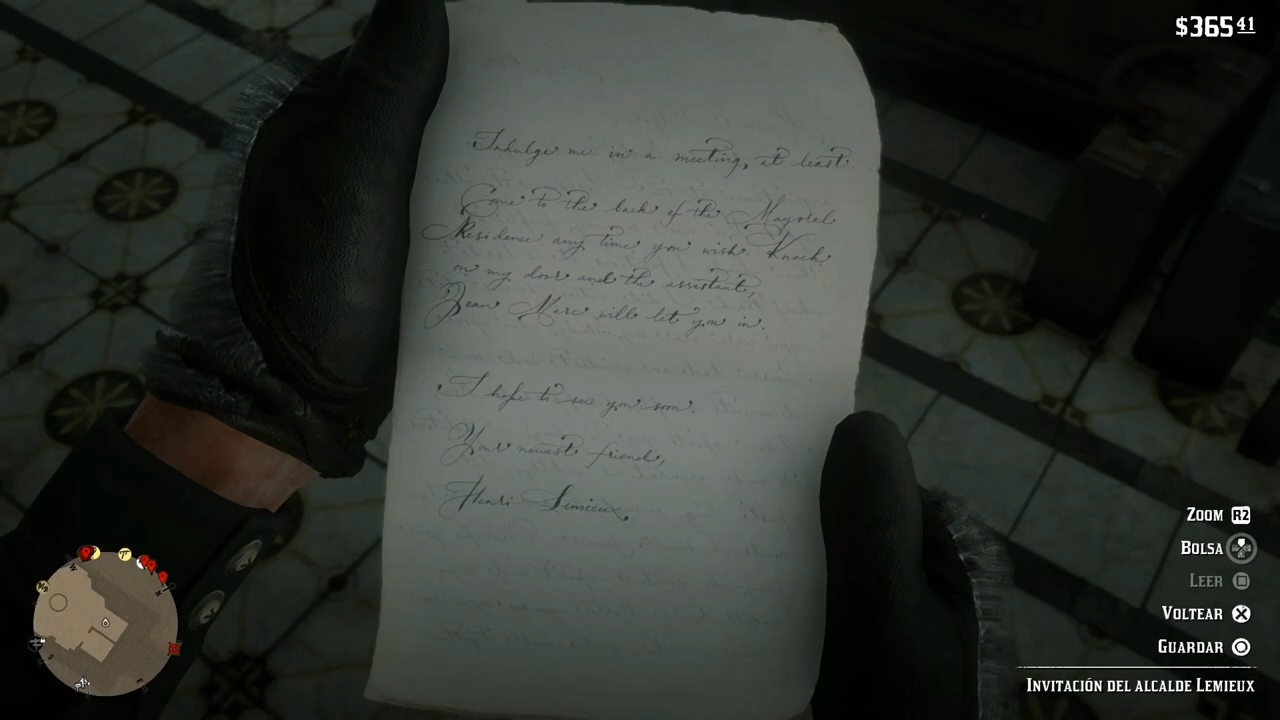 $365 41
Indulge me in a meeting, at least.
Come to the back of the Mayoral
Residence any time you wish. Knock
on my door and the assistant,
Jean Marc will let you in.
I hope to see you soon.
Your newest friend,
Henri Lemieux
ZOOM R2
BOLSA
LEER
VOLTEAR
GUARDAR
INVITACIÓN DEL ALCALDE LEMIEUX